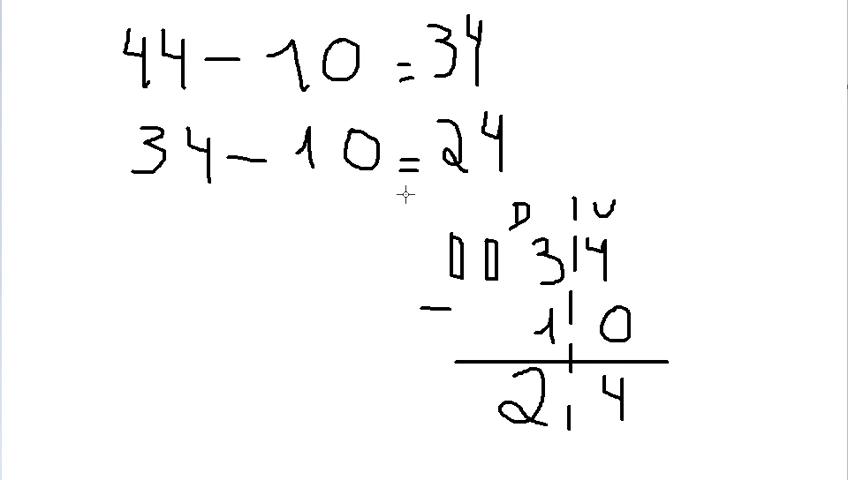 44 - 10 = 34
34 - 10 = 24
D | U
3 | 4
- 1 | 0
2 | 4